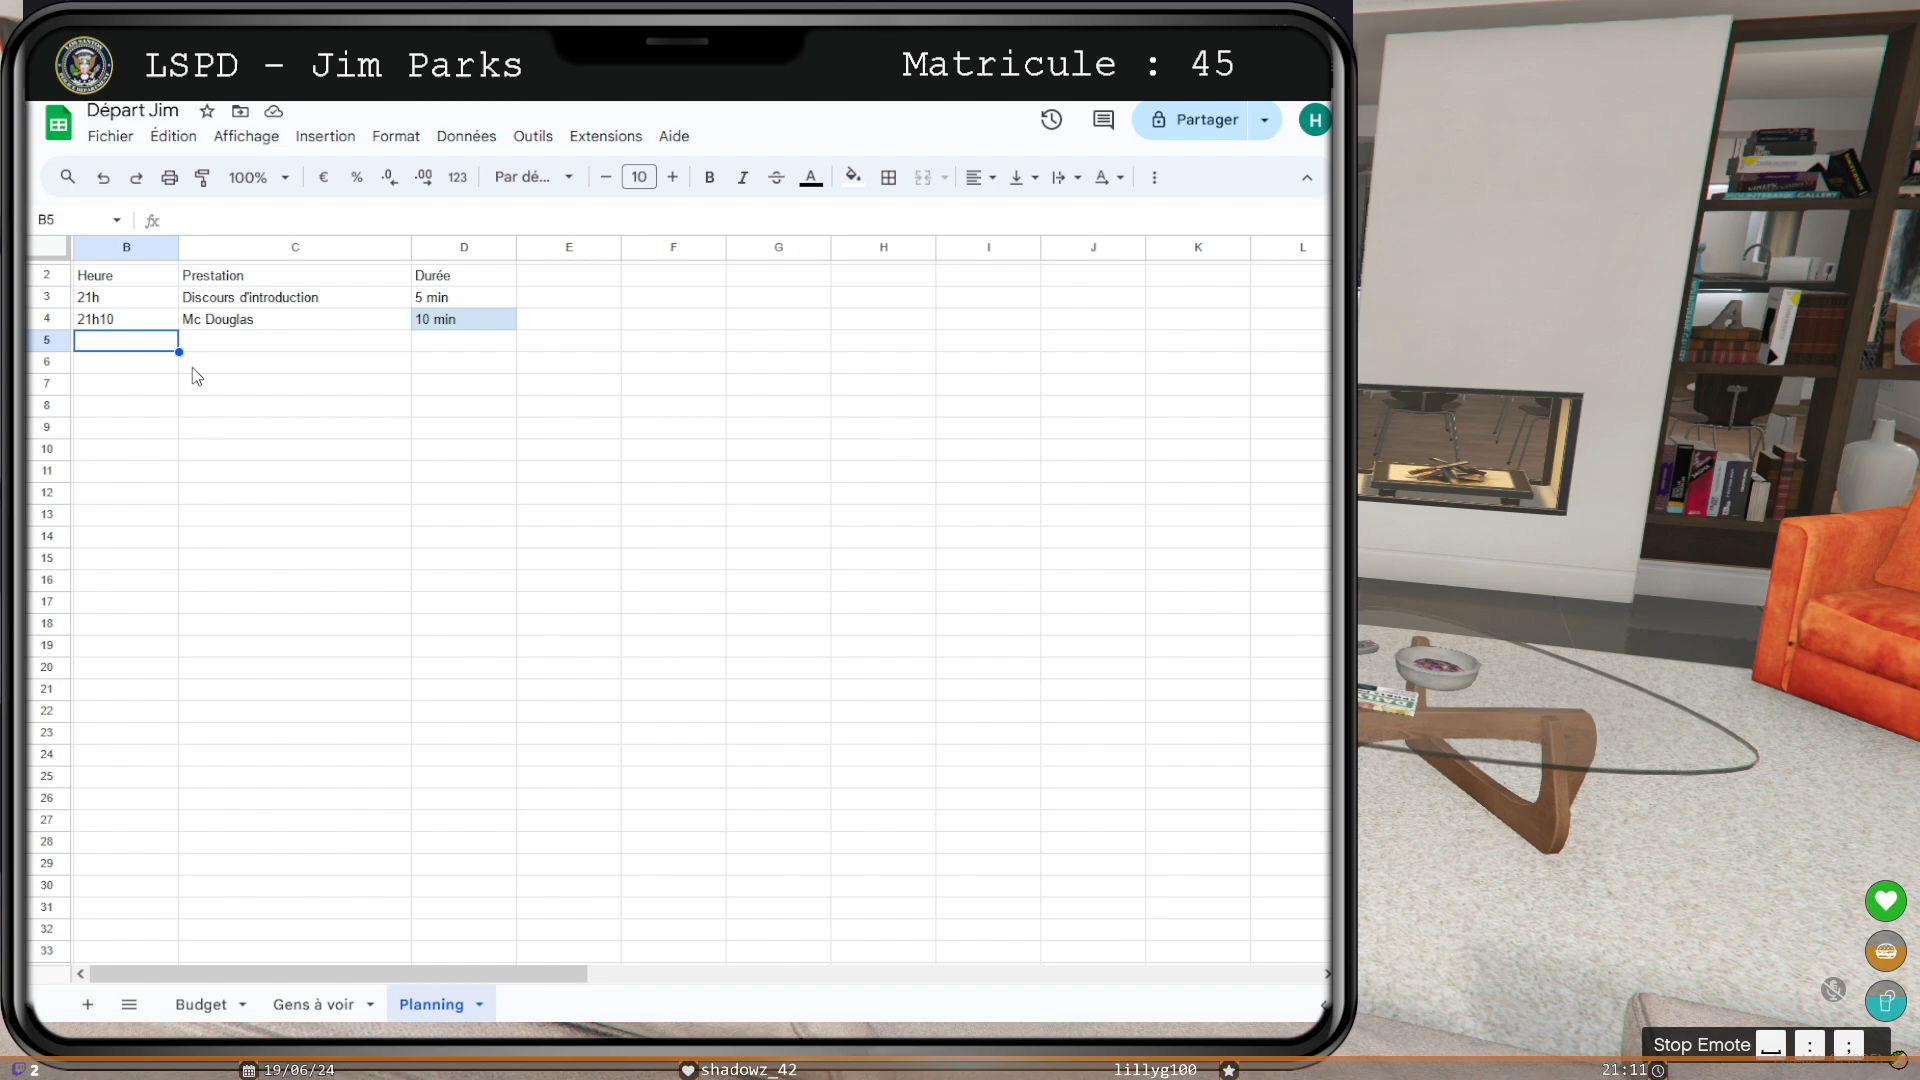 LSPD - Jim Parks
Matricule : 45
Départ Jim
Partager
H
Fichier Édition Affichage Insertion Format Données Outils Extensions Aide
100% € % .0 .00 123 Par dé... 10 B I A A
B5 fx
B C D E F G H I J K L
2 Heure Prestation Durée
3 21h Discours d'introduction 5 min
4 21h10 Mc Douglas 10 min
5
6
7
8
9
10
11
12
13
14
15
16
17
18
19
20
21
22
23
24
25
26
27
28
29
30
31
32
33
Budget Gens à voir Planning
Stop Emote : ;
2 19/06/24 shadowz_42 lillyg100 21:11